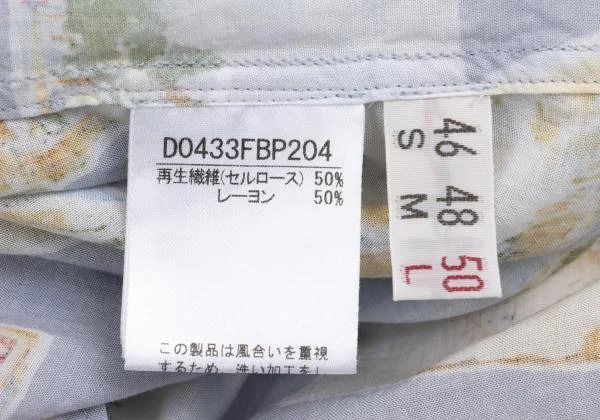 D0433FBP204
再生繊維(セルロース) 50%
レーヨン 50%
この製品は風合いを重視
するため、洗い加工をし
46 48 50
S M L